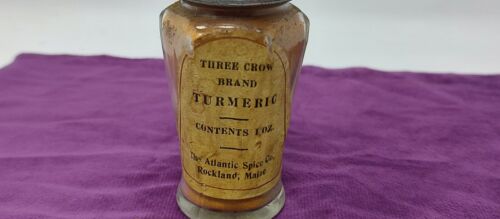 THREE CROW
BRAND
TURMERIC
CONTENTS 1 OZ.
The Atlantic Spice Co.
Rockland, Maine